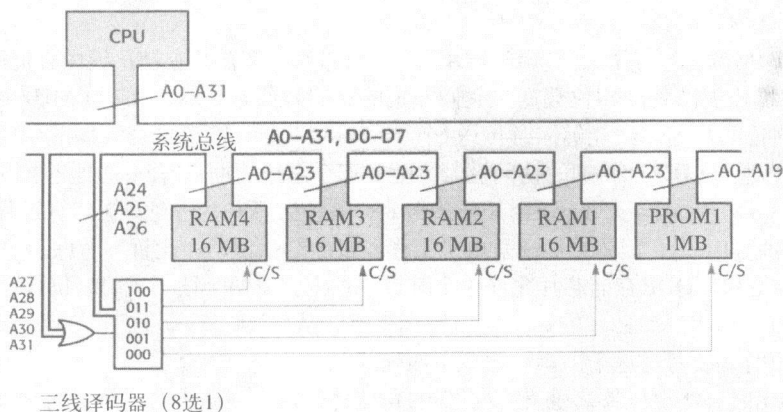 CPU
A0-A31
系统总线 A0-A31, D0-D7
A0-A23
A0-A23
A0-A23
A0-A23
A0-A19
A24
A25
A26
RAM4
16 MB
RAM3
16 MB
RAM2
16 MB
RAM1
16 MB
PROM1
1MB
C/S
C/S
C/S
C/S
C/S
A27
A28
A29
A30
A31
100
011
010
001
000
三线译码器（8选1）